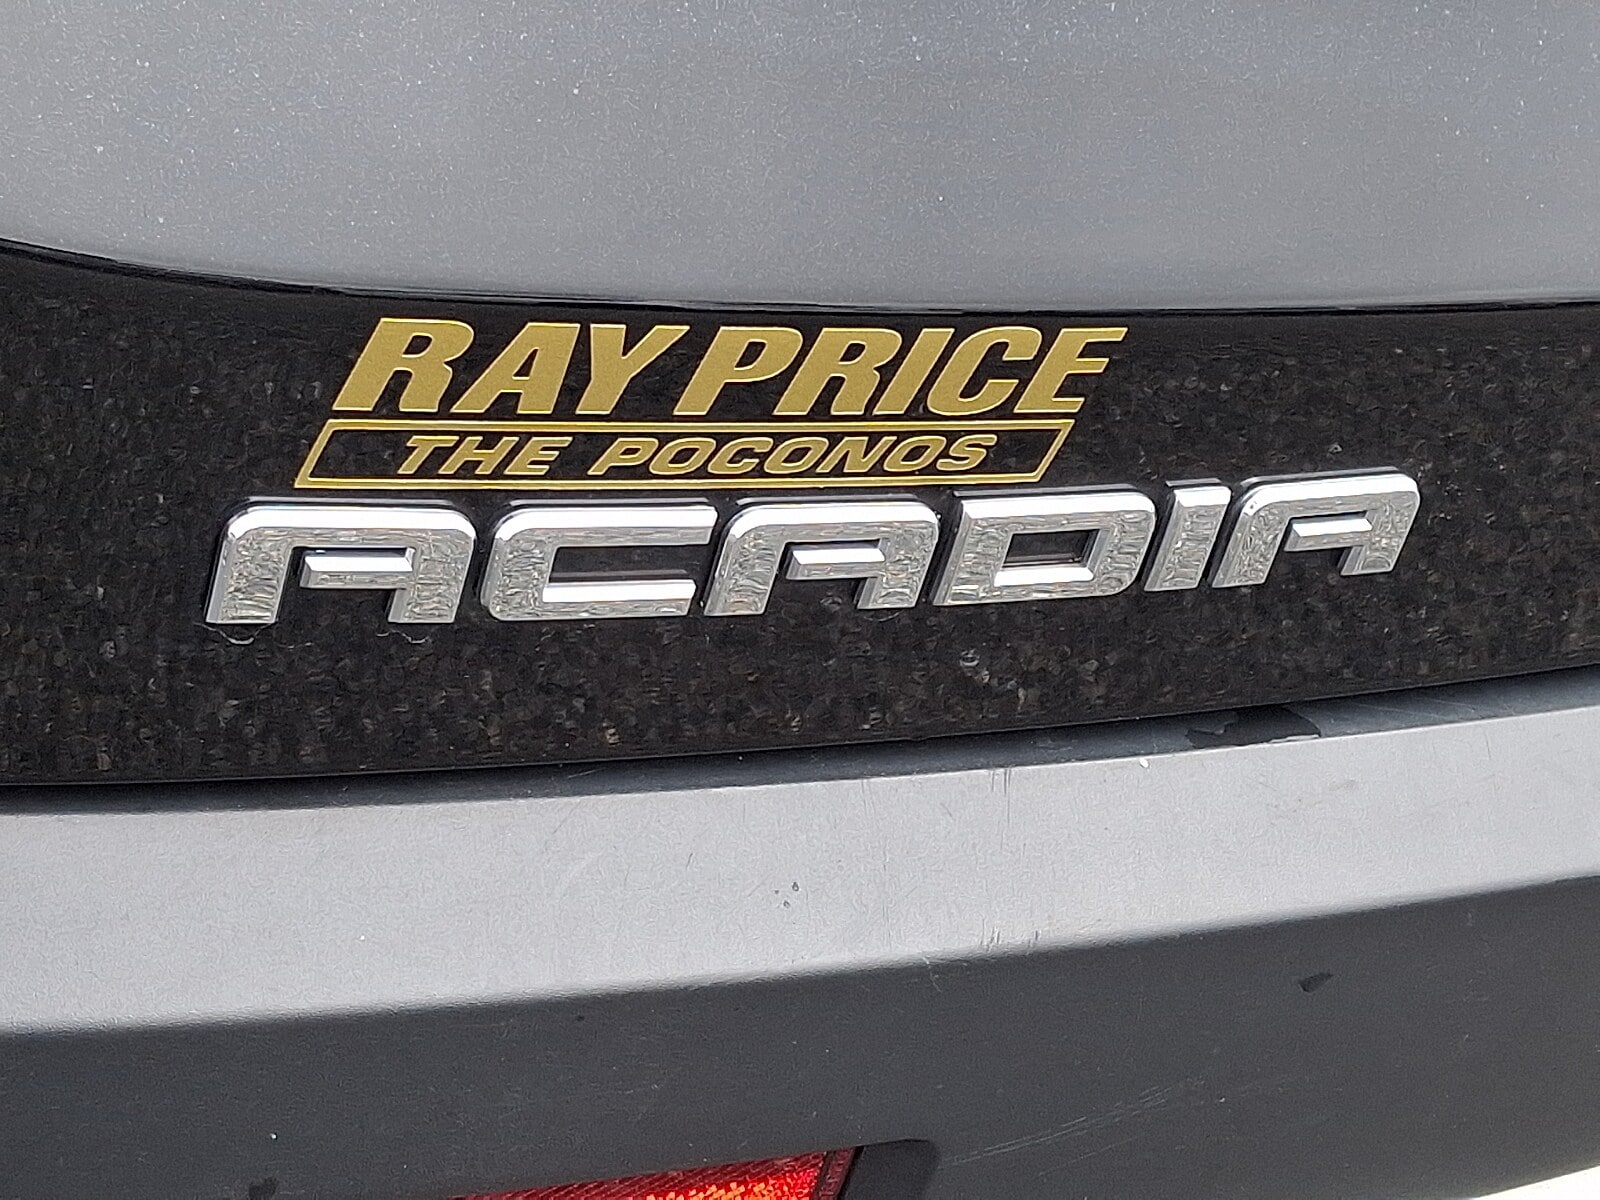 RAY PRICE
THE POCONOS
ACADIA